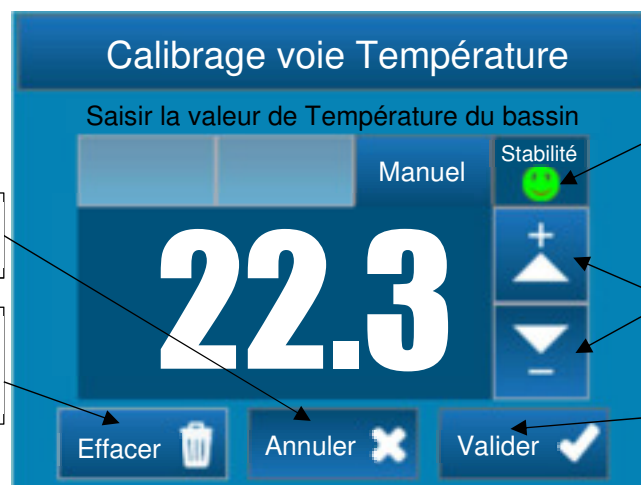 Calibrage voie Température
Saisir la valeur de Température du bassin
Manuel
Stabilité
22.3
+
−
Effacer
Annuler
Valider